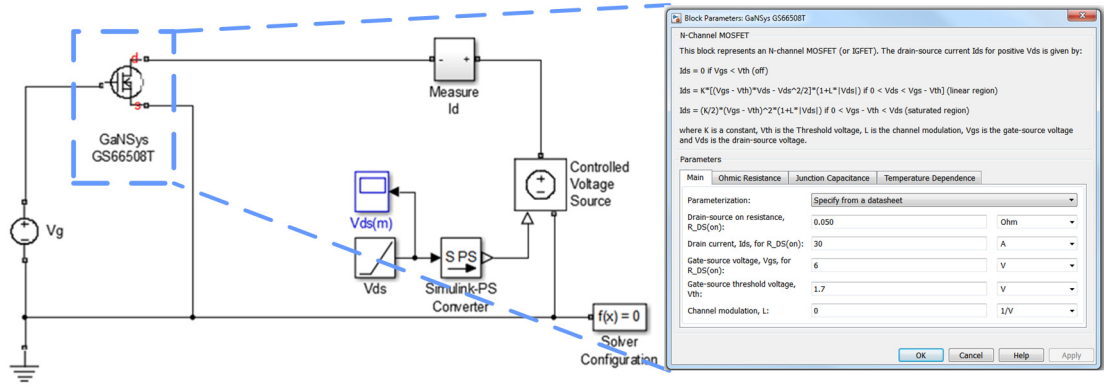 d
s
GaNSys
GS66508T
Vg
-
+
Measure
Id
Vds(m)
Vds
S PS
Simulink-PS
Converter
Controlled
Voltage
Source
f(x) = 0
Solver
Configuration
Block Parameters: GaNSys GS66508T
N-Channel MOSFET
This block represents an N-channel MOSFET (or IGFET). The drain-source current Ids for positive Vds is given by:
Ids = 0 if Vgs < Vth (off)
Ids = K*[(Vgs - Vth)*Vds - Vds^2/2]*(1+L*|Vds|) if 0 < Vds < Vgs - Vth] (linear region)
Ids = (K/2)*(Vgs - Vth)^2*(1+L*|Vds|) if 0 < Vgs - Vth < Vds (saturated region)
where K is a constant, Vth is the Threshold voltage, L is the channel modulation, Vgs is the gate-source voltage
and Vds is the drain-source voltage.
Parameters
Main Ohmic Resistance Junction Capacitance Temperature Dependence
Parameterization: Specify from a datasheet
Drain-source on resistance,
R_DS(on): 0.050 Ohm
Drain current, Ids, for R_DS(on): 30 A
Gate-source voltage, Vgs, for
R_DS(on): 6 V
Gate-source threshold voltage,
Vth: 1.7 V
Channel modulation, L: 0 1/V
OK Cancel Help Apply